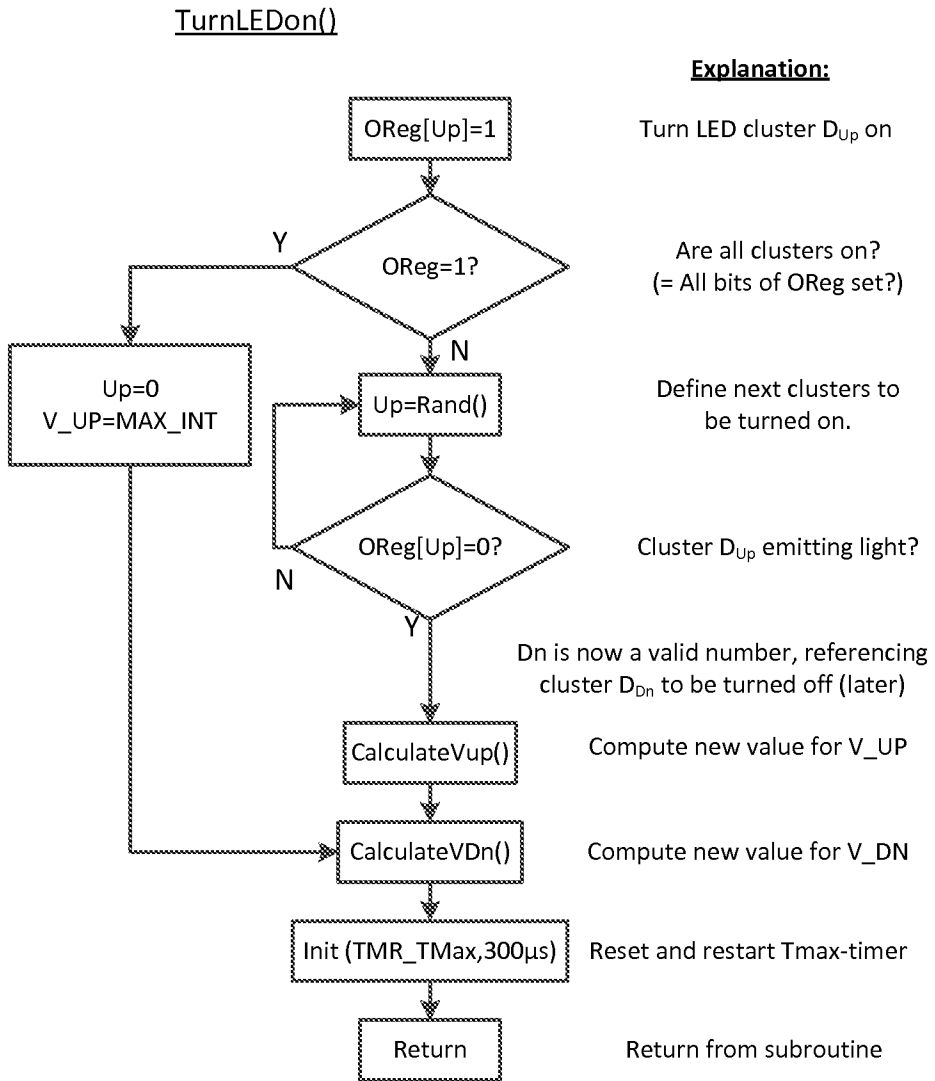 TurnLEDon()
Explanation:
OReg[Up]=1
Turn LED cluster DUp on
Y
OReg=1?
Are all clusters on?
(= All bits of OReg set?)
N
Up=0
V_UP=MAX_INT
Up=Rand()
Define next clusters to
be turned on.
OReg[Up]=0?
Cluster DUp emitting light?
N
Y
Dn is now a valid number, referencing
cluster DDn to be turned off (later)
CalculateVup()
Compute new value for V_UP
CalculateVDn()
Compute new value for V_DN
Init (TMR_TMax,300µs)
Reset and restart Tmax-timer
Return
Return from subroutine